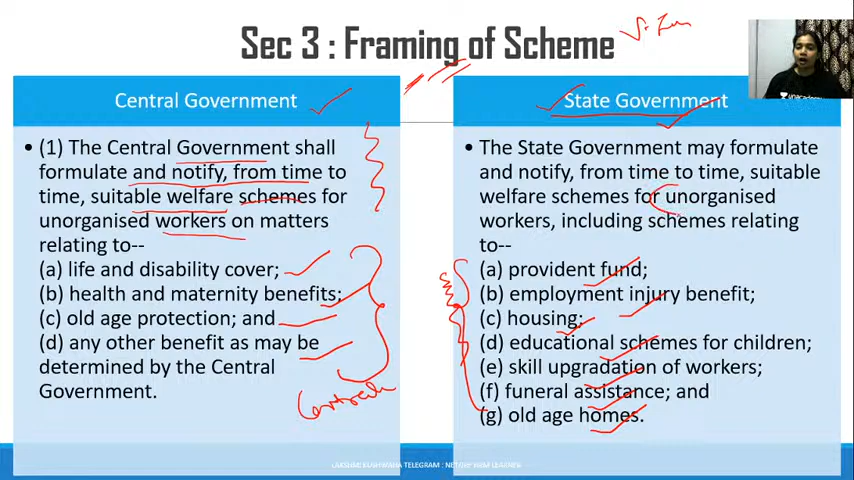 Sec 3 : Framing of Scheme
Central Government
• (1) The Central Government shall
formulate and notify, from time to
time, suitable welfare schemes for
unorganised workers on matters
relating to--
(a) life and disability cover;
(b) health and maternity benefits;
(c) old age protection; and
(d) any other benefit as may be
determined by the Central
Government.
Central
State Government
• The State Government may formulate
and notify, from time to time, suitable
welfare schemes for unorganised
workers, including schemes relating
to--
(a) provident fund;
(b) employment injury benefit;
(c) housing;
(d) educational schemes for children;
(e) skill upgradation of workers;
(f) funeral assistance; and
(g) old age homes.
unacademy